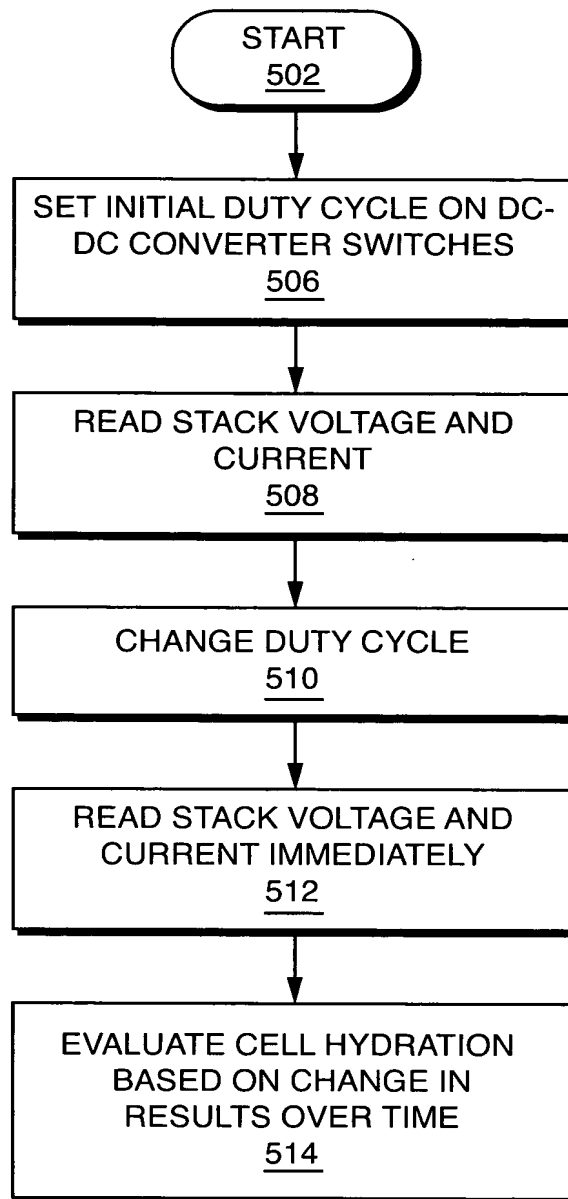 START
502
SET INITIAL DUTY CYCLE ON DC-
DC CONVERTER SWITCHES
506
READ STACK VOLTAGE AND
CURRENT
508
CHANGE DUTY CYCLE
510
READ STACK VOLTAGE AND
CURRENT IMMEDIATELY
512
EVALUATE CELL HYDRATION
BASED ON CHANGE IN
RESULTS OVER TIME
514